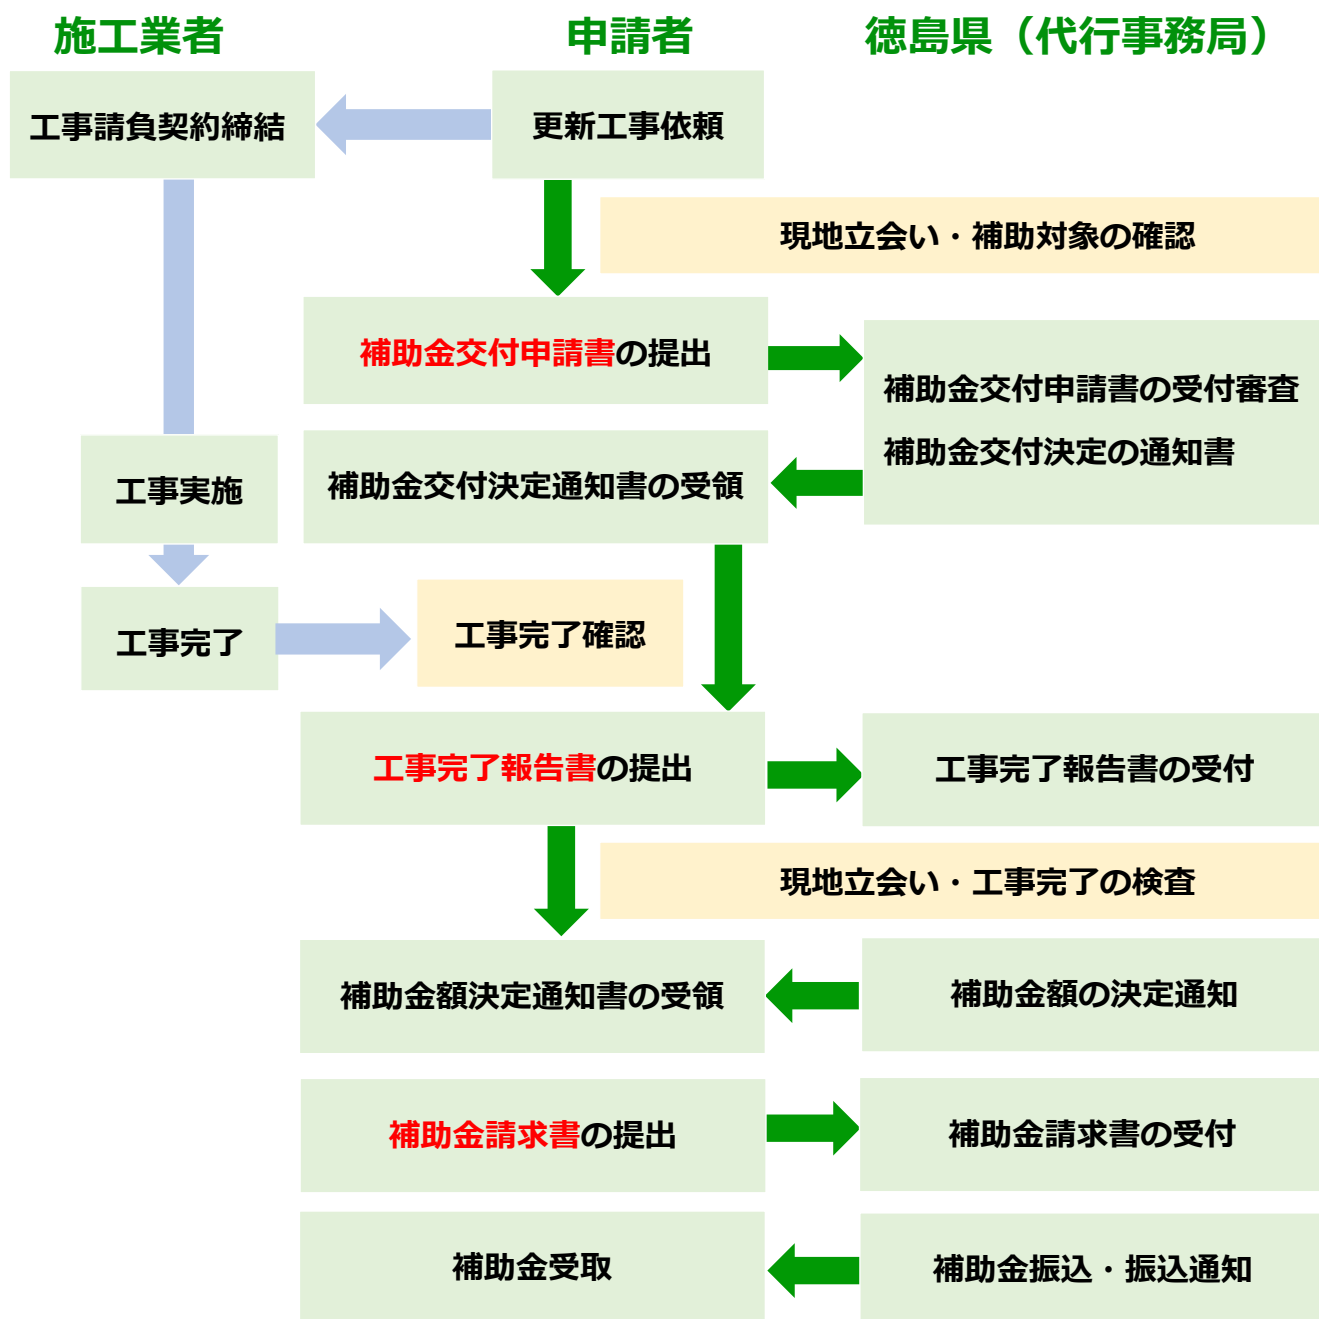 施工業者
申請者
徳島県（代行事務局）
工事請負契約締結
更新工事依頼
現地立会い・補助対象の確認
補助金交付申請書の提出
補助金交付申請書の受付審査
補助金交付決定の通知書
補助金交付決定通知書の受領
工事実施
工事完了
工事完了確認
工事完了報告書の提出
工事完了報告書の受付
現地立会い・工事完了の検査
補助金額決定通知書の受領
補助金額の決定通知
補助金請求書の提出
補助金請求書の受付
補助金受取
補助金振込・振込通知